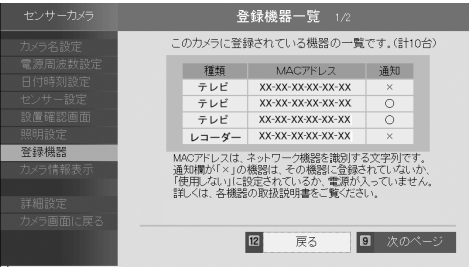 センサーカメラ
登録機器一覧 1/2
カメラ名設定
電源周波数設定
日付時刻設定
センサー設定
設置確認画面
照明設定
登録機器
カメラ情報表示
詳細設定
カメラ画面に戻る
このカメラに登録されている機器の一覧です。(計10台)
種類 MACアドレス 通知
テレビ XX-XX-XX-XX-XX-XX ×
テレビ XX-XX-XX-XX-XX-XX ○
テレビ XX-XX-XX-XX-XX-XX ○
レコーダー XX-XX-XX-XX-XX-XX ×
MACアドレスは、ネットワーク機器を識別する文字列です。
通知欄が「×」の機器は、その機器に登録されていないか、
「使用しない」に設定されているか、電源が入っていません。
詳しくは、各機器の取扱説明書をご覧ください。
12 戻る 9 次のページ